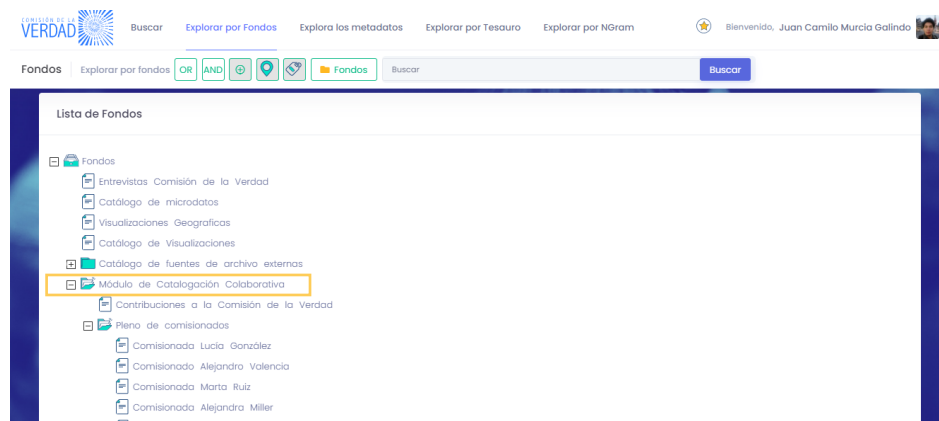 COMISIÓN DE LA
VERDAD
Buscar Explorar por Fondos Explora los metadatos Explorar por Tesauro Explorar por NGram Bienvenido, Juan Camilo Murcia Galindo
Fondos Explorar por fondos OR AND Fondos Buscar Buscar
Lista de Fondos
Fondos
Entrevistas Comisión de la Verdad
Catálogo de microdatos
Visualizaciones Geograficas
Catálogo de Visualizaciones
Catálogo de fuentes de archivo externas
Módulo de Catalogación Colaborativa
Contribuciones a la Comisión de la Verdad
Pleno de comisionados
Comisionada Lucía González
Comisionado Alejandro Valencia
Comisionada Marta Ruiz
Comisionada Alejandra Miller